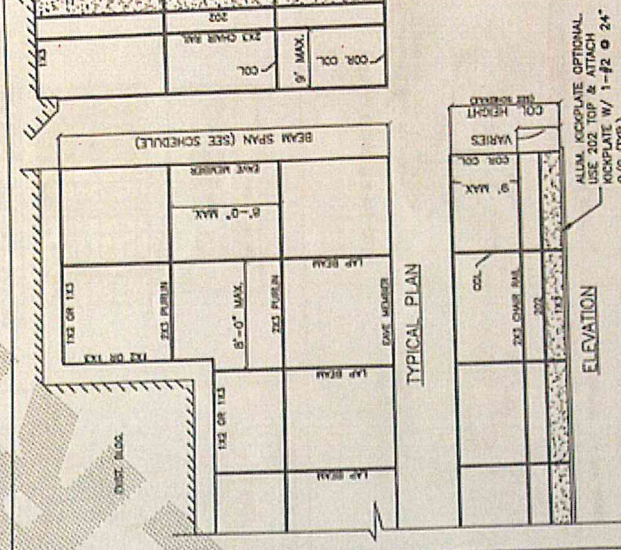 202
1X3
2X3 CHAIR RAIL
COL
9' MAX.
COR. COL
BEAM SPAN (SEE SCHEDULE)
EAVE MEMBER
8'-0" MAX.
1X2 OR 1X3
2X3 PURLIN
8'-0" MAX.
2X3 PURLIN
LAP BEAM
EAVE MEMBER
1X2 OR 1X3
1X2 OR 1X3
LAP BEAM
LAP BEAM
EXIST. BLDG.
TYPICAL PLAN
COL HEIGHT
(SEE SCHEDULE)
VARIES
COR. COL
9' MAX
COL
2X3 CHAIR RAIL
202
ELEVATION
ALUM. KICKPLATE OPTIONAL.
USE 202 TOP & ATTACH
KICKPLATE W/ 1-#2 @ 24"
O/C (TYP.)